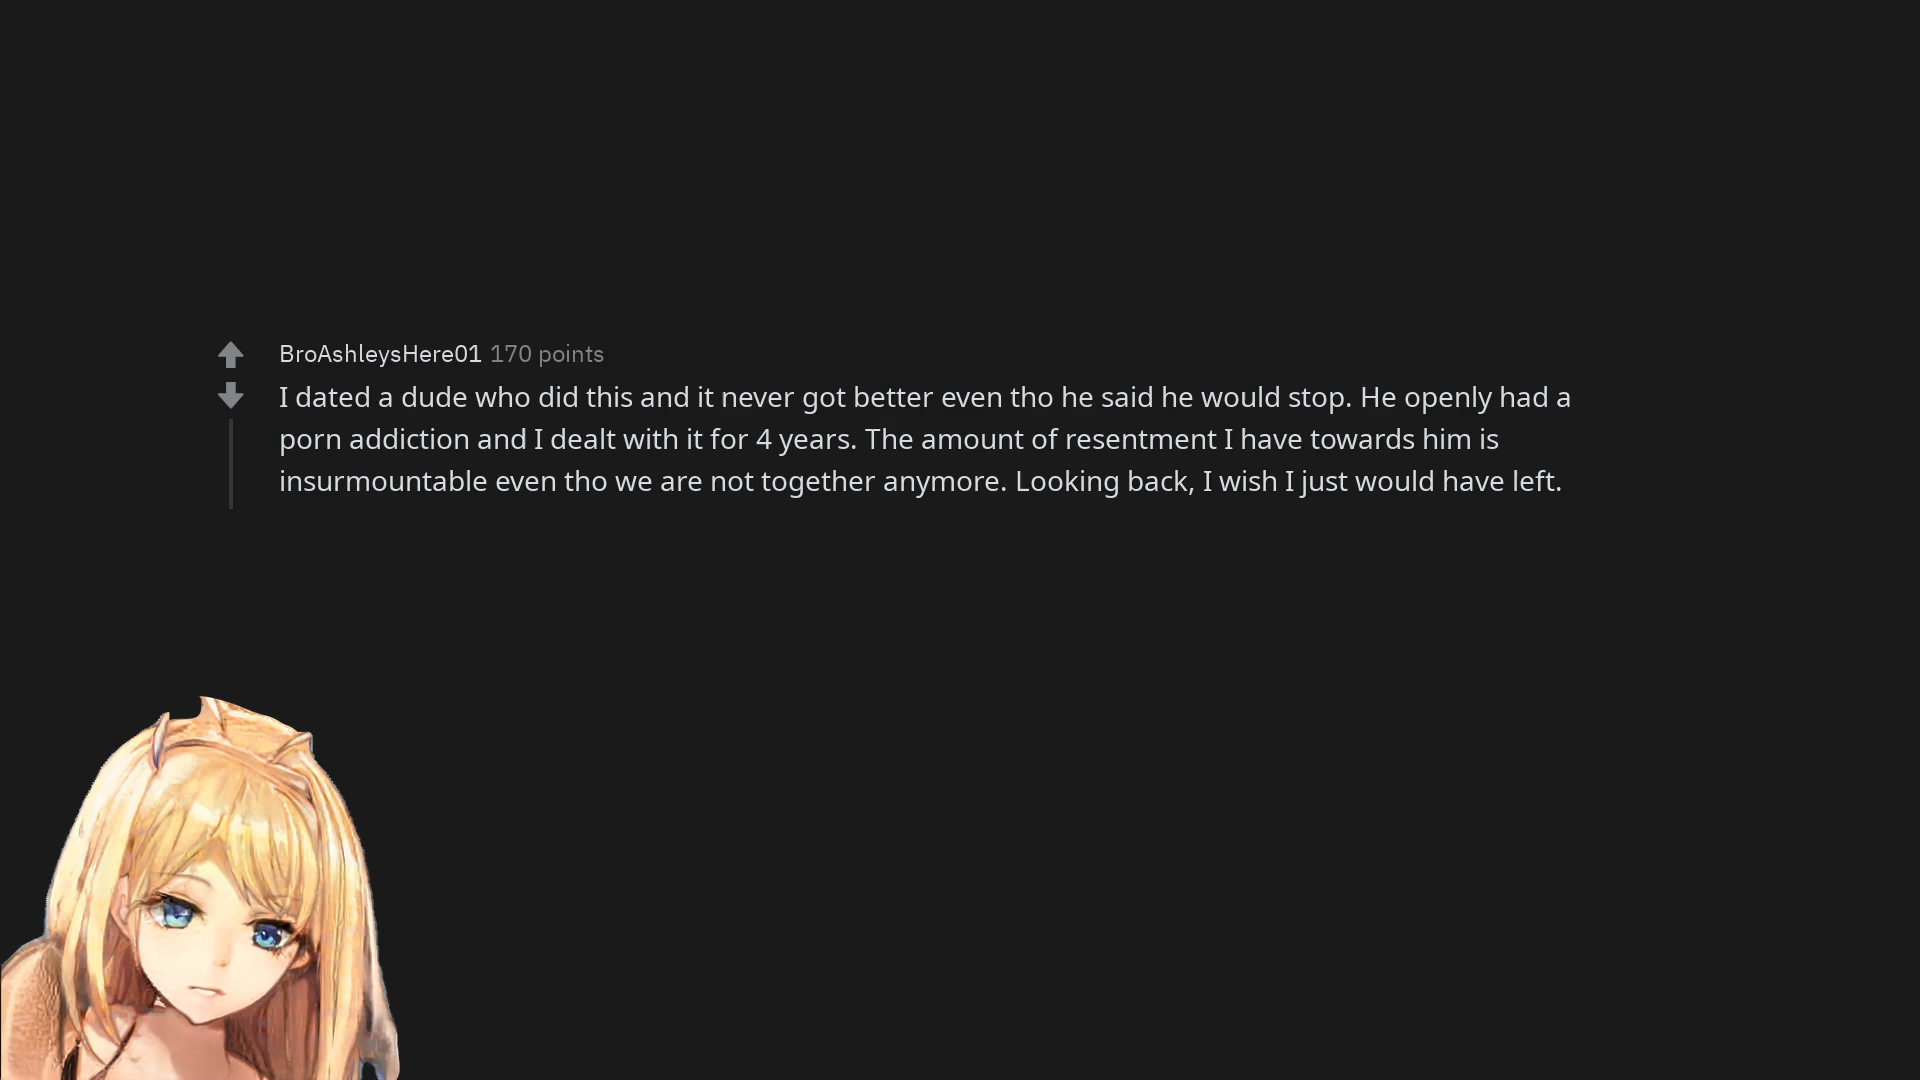 BroAshleysHere01 170 points
I dated a dude who did this and it never got better even tho he said he would stop. He openly had a
porn addiction and I dealt with it for 4 years. The amount of resentment I have towards him is
insurmountable even tho we are not together anymore. Looking back, I wish I just would have left.